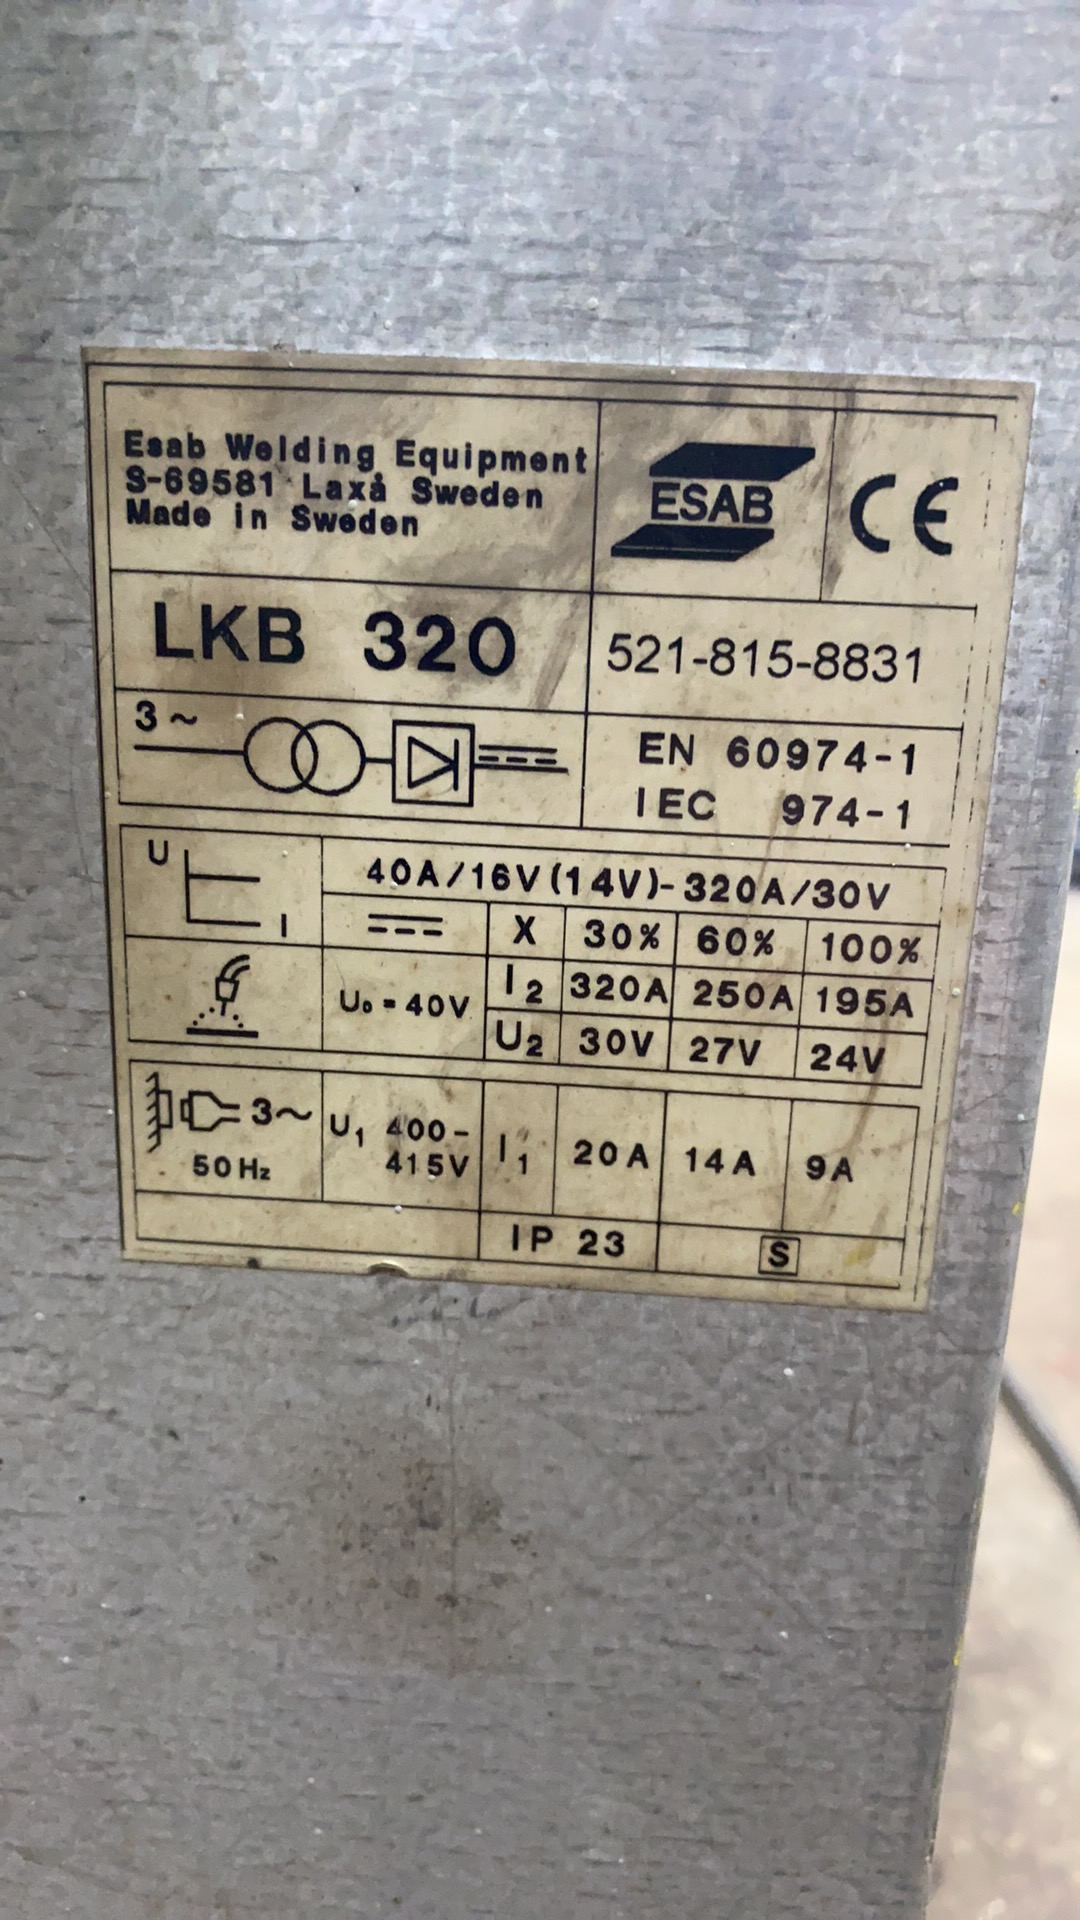 Esab Welding Equipment
S-69581 Laxå Sweden
Made in Sweden
ESAB
CE
LKB 320
521-815-8831
3~
EN 60974-1
IEC 974-1
U
I
40A/16V(14V)-320A/30V
X 30% 60% 100%
U₀=40V
I₂ 320A 250A 195A
U₂ 30V 27V 24V
3~
50Hz
U₁ 400-
415V
I₁ 20A 14A 9A
IP 23
S